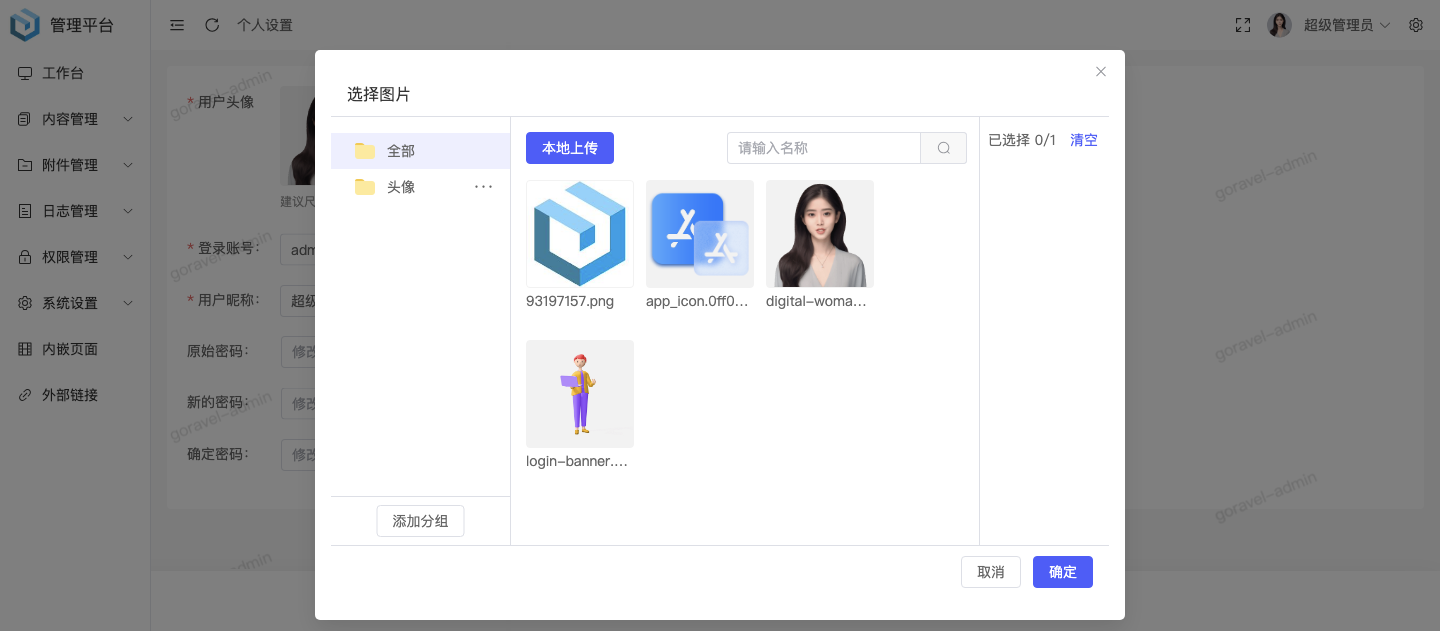 管理平台
个人设置
超级管理员
工作台
内容管理
附件管理
日志管理
权限管理
系统设置
内嵌页面
外部链接
* 用户头像
建议尺
* 登录账号：
adm
* 用户昵称：
超级
原始密码：
修改
新的密码：
修改
确定密码：
修改
选择图片
全部
头像
添加分组
本地上传
请输入名称
93197157.png
app_icon.0ff0...
digital-woma...
login-banner....
已选择 0/1 清空
取消
确定
goravel-admin
goravel-admin
goravel-admin
goravel-admin
goravel-admin
goravel-admin
goravel-admin